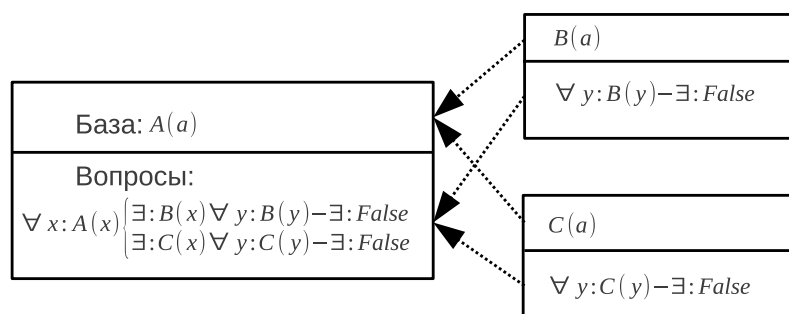 База: A(a)
Вопросы:
∀ x: A(x){∃: B(x)∀ y: B(y)−∃: False
∃: C(x)∀ y: C(y)−∃: False
B(a)
∀ y: B(y)−∃: False
C(a)
∀ y: C(y)−∃: False